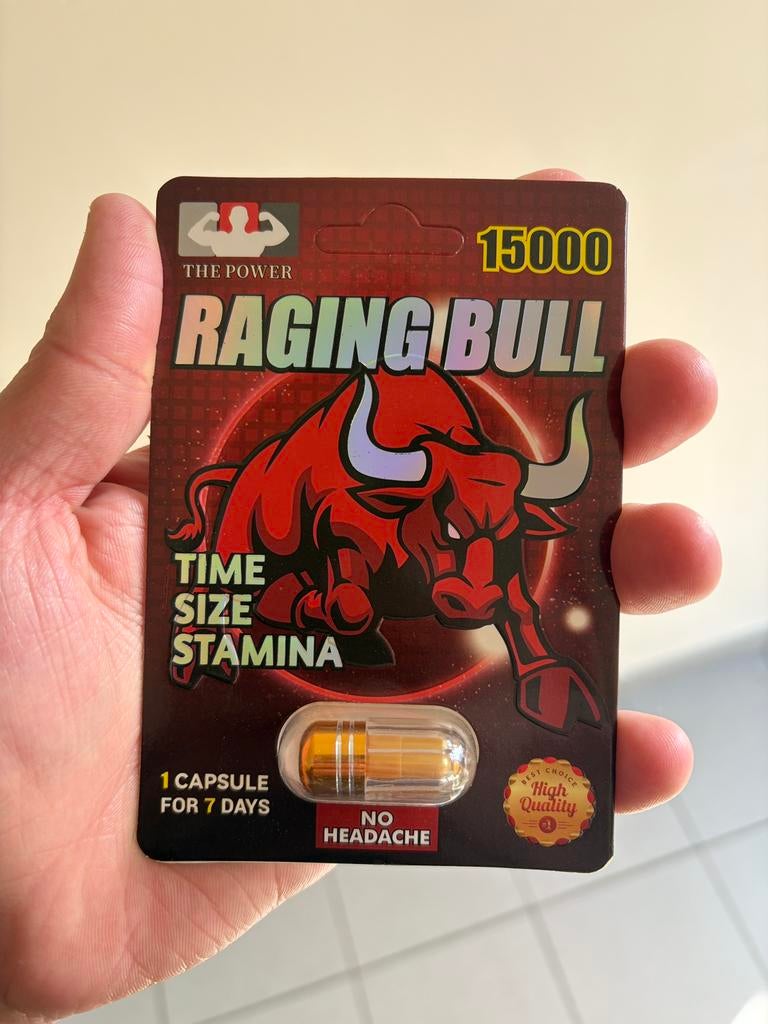 THE POWER
15000
RAGING BULL
TIME
SIZE
STAMINA
1 CAPSULE
FOR 7 DAYS
NO
HEADACHE
BEST CHOICE
High
Quality